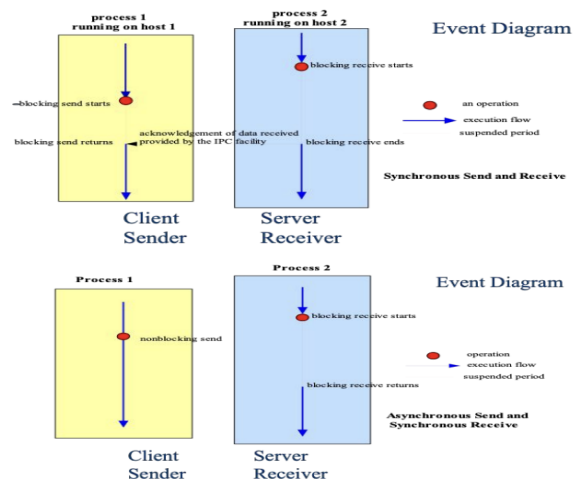 process 1
running on host 1
process 2
running on host 2
Event Diagram
blocking receive starts
blocking send starts
an operation
execution flow
suspended period
acknowledgement of data received
provided by the IPC facility
blocking send returns
blocking receive ends
Synchronous Send and Receive
Client
Sender
Server
Receiver
Process 1
Process 2
Event Diagram
blocking receive starts
nonblocking send
operation
execution flow
suspended period
blocking receive returns
Asynchronous Send and
Synchronous Receive
Client
Sender
Server
Receiver